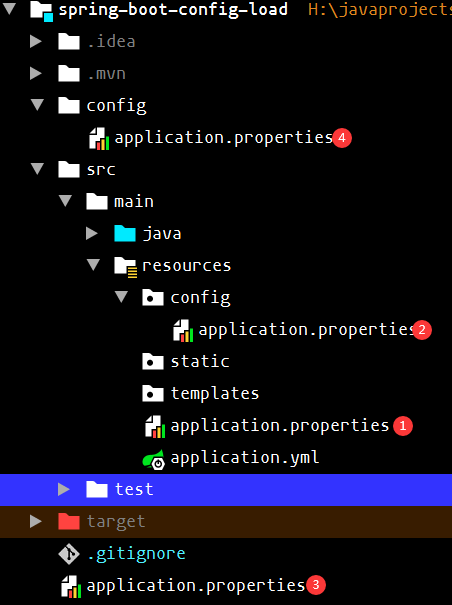 spring-boot-config-load H:\javaprojects
.idea
.mvn
config
application.properties 4
src
main
java
resources
config
application.properties 2
static
templates
application.properties 1
application.yml
test
target
.gitignore
application.properties 3